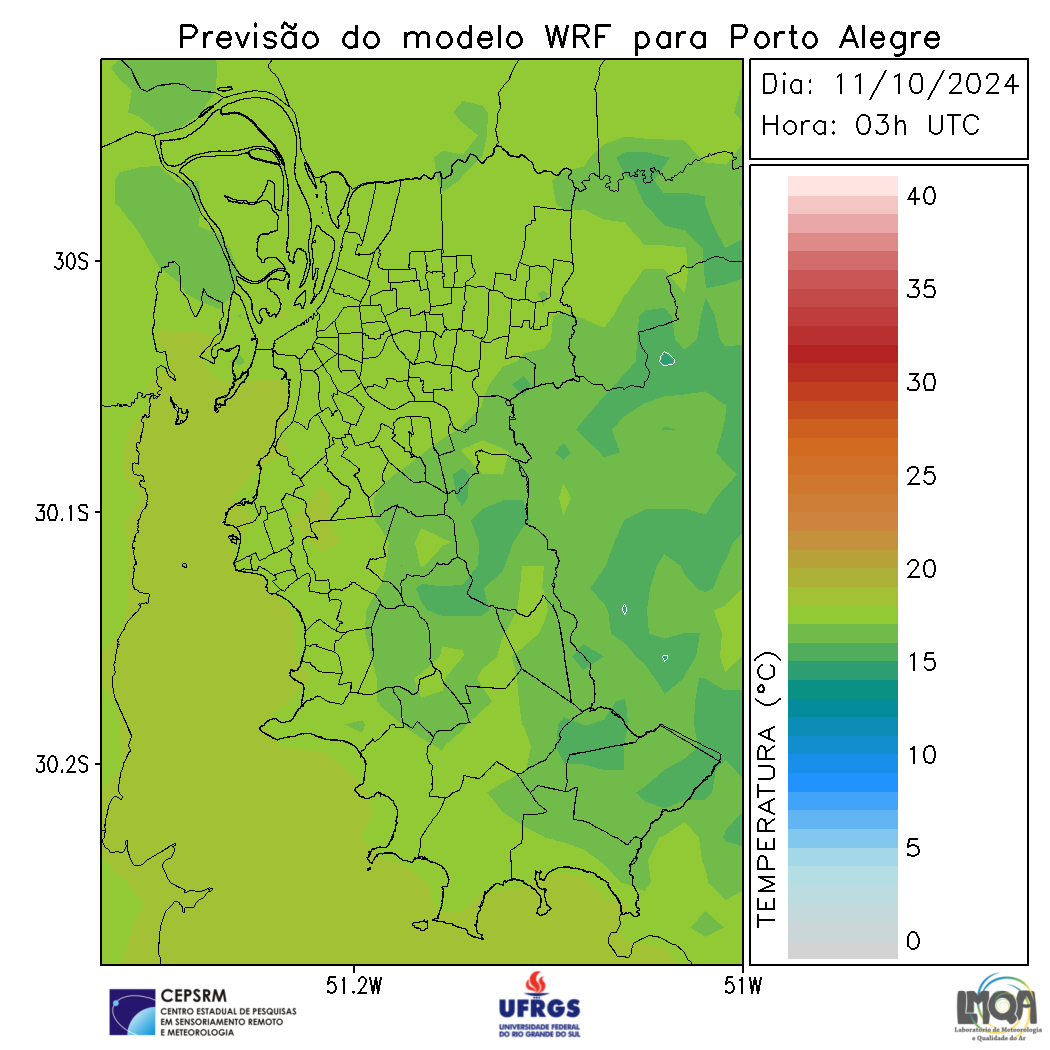 Previsão do modelo WRF para Porto Alegre
Dia: 11/10/2024
Hora: 03h UTC
30S
30.1S
30.2S
51.2W
51W
40
35
30
25
20
15
10
5
0
TEMPERATURA (°C)
CEPSRM
CENTRO ESTADUAL DE PESQUISAS
EM SENSORIAMENTO REMOTO
E METEOROLOGIA
UFRGS
UNIVERSIDADE FEDERAL
DO RIO GRANDE DO SUL
LMQA
Laboratório de Meteorologia
e Qualidade do Ar